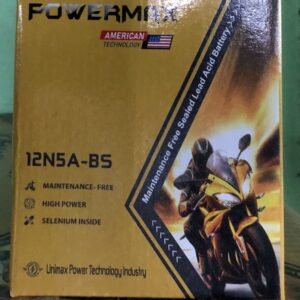 POWERMAX
AMERICAN
TECHNOLOGY
Maintenance Free Sealed Lead Acid Battery
12N5A-BS
MAINTENANCE- FREE
HIGH POWER
SELENIUM INSIDE
Unimax Power Technology Industry